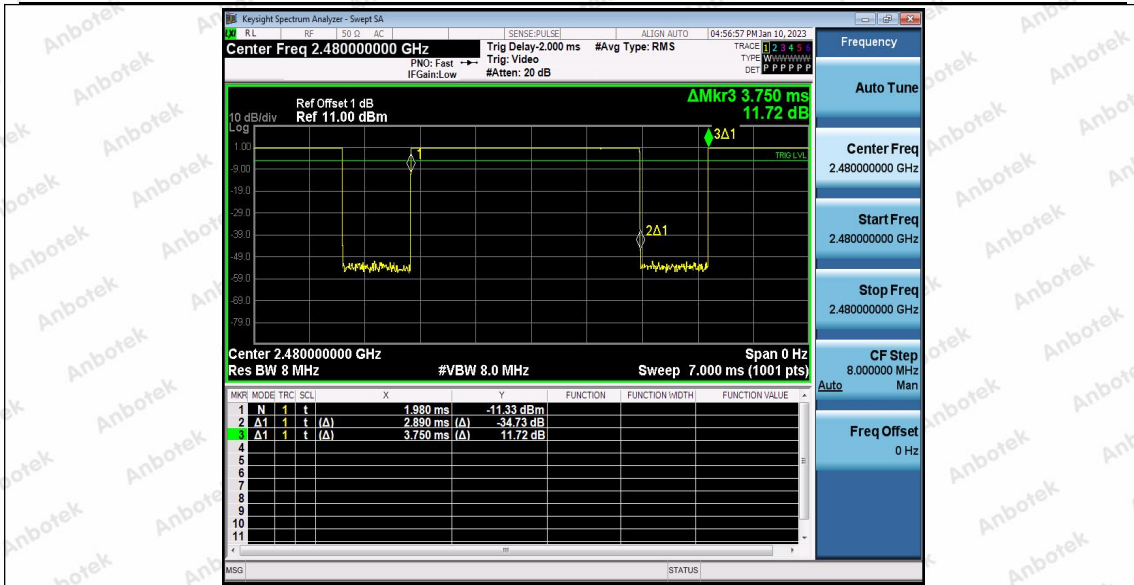 Keysight Spectrum Analyzer - Swept SA
LXI RL RF 50 Ω AC SENSE:PULSE ALIGN AUTO 04:56:57 PM Jan 10, 2023
Center Freq 2.480000000 GHz
Trig Delay-2.000 ms #Avg Type: RMS
PNO: Fast Trig: Video
IFGain:Low #Atten: 20 dB
TRACE 1 2 3 4 5 6
TYPE WWWWWW
DET P P P P P P
ΔMkr3 3.750 ms
11.72 dB
Ref Offset 1 dB
10 dB/div Ref 11.00 dBm
Log
1.00
-9.00
-19.0
-29.0
-39.0
-49.0
-59.0
-69.0
-79.0
1
3Δ1
TRIG LVL
2Δ1
Center 2.480000000 GHz Span 0 Hz
Res BW 8 MHz #VBW 8.0 MHz Sweep 7.000 ms (1001 pts)
MKR MODE TRC SCL X Y FUNCTION FUNCTION WIDTH FUNCTION VALUE
1 N 1 t 1.980 ms -11.33 dBm
2 Δ1 1 t (Δ) 2.890 ms (Δ) -34.73 dB
3 Δ1 1 t (Δ) 3.750 ms (Δ) 11.72 dB
4
5
6
7
8
9
10
11
MSG STATUS
Frequency
Auto Tune
Center Freq
2.480000000 GHz
Start Freq
2.480000000 GHz
Stop Freq
2.480000000 GHz
CF Step
8.000000 MHz
Auto Man
Freq Offset
0 Hz
Anbotek